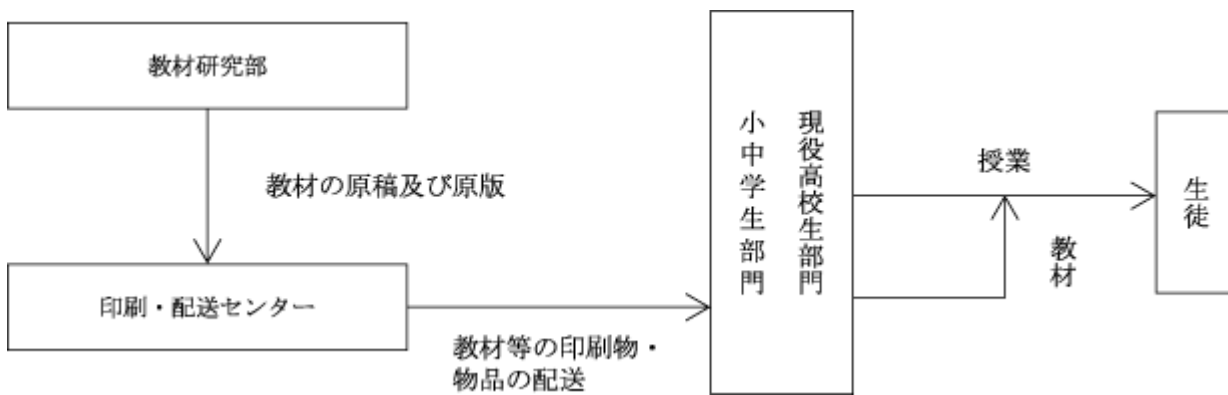 教材研究部
教材の原稿及び原版
印刷・配送センター
教材等の印刷物・
物品の配送
現役高校生部門
小中学生部門
授業
教材
生徒